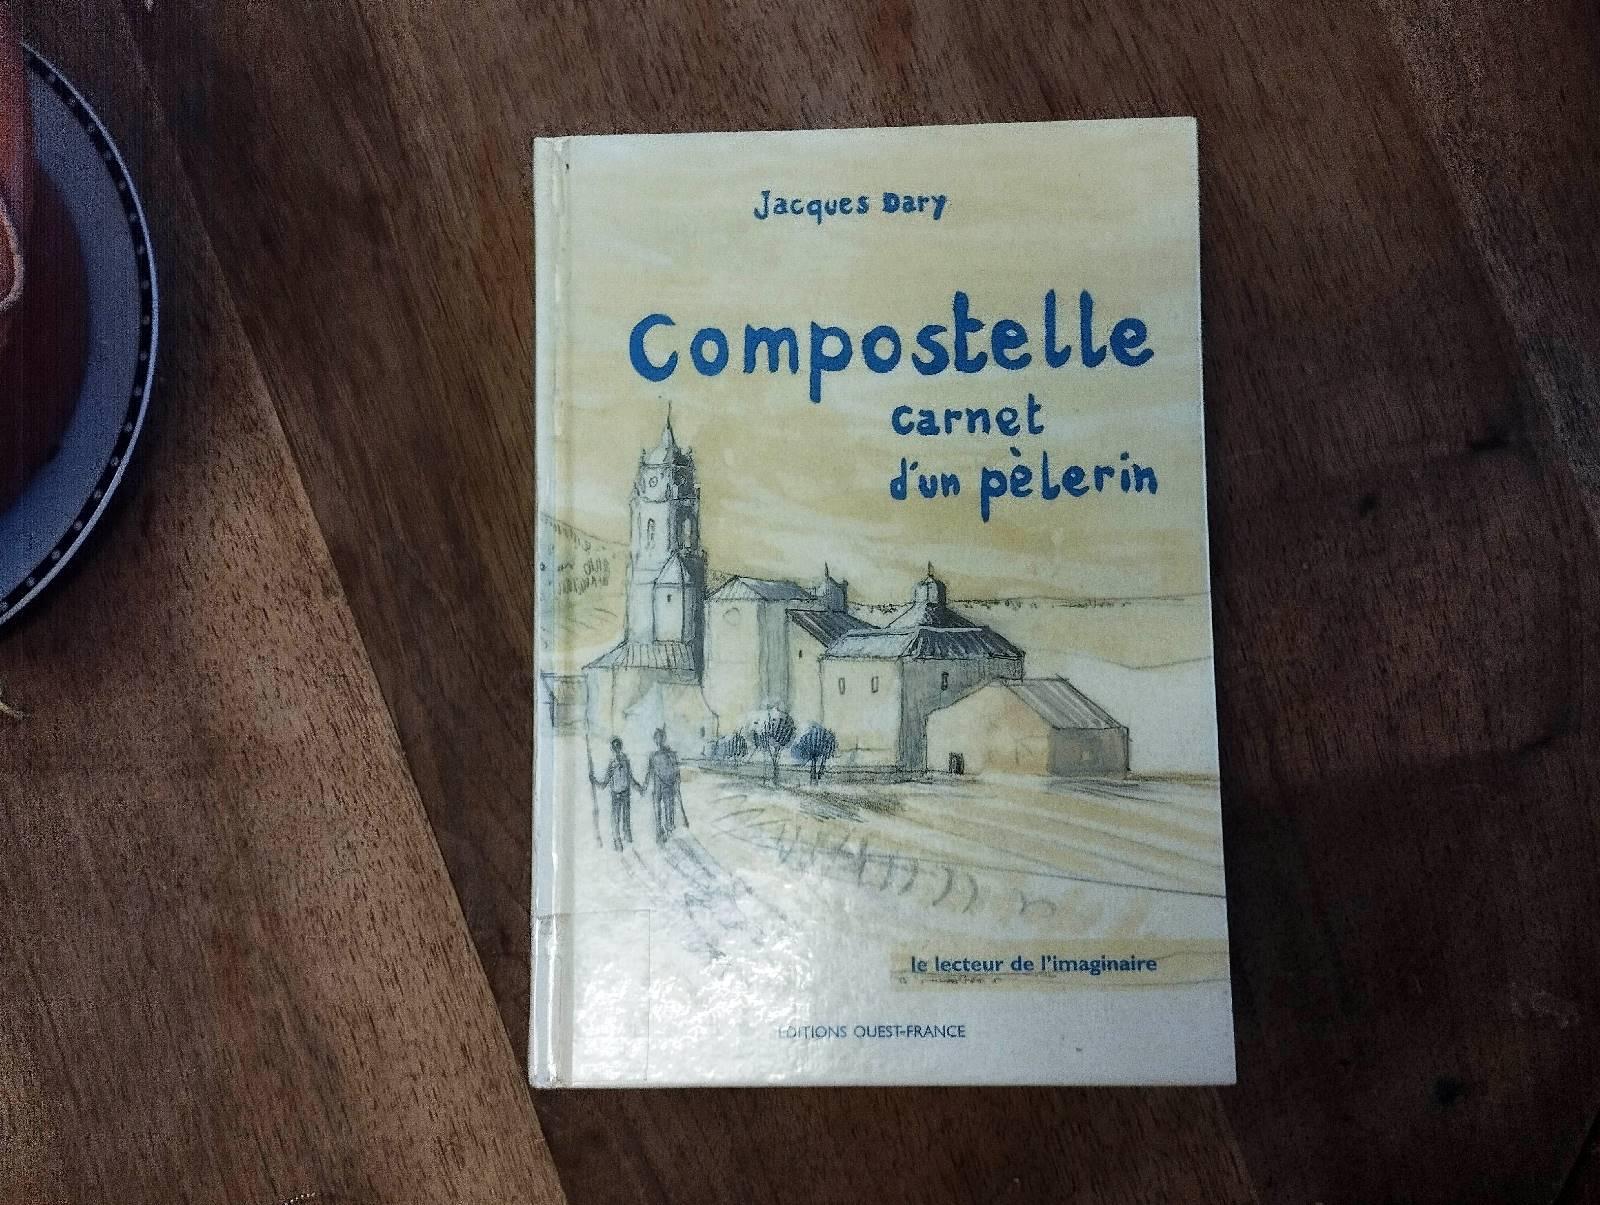 Jacques Dary
Compostelle
carnet
d'un pèlerin
le lecteur de l'imaginaire
EDITIONS OUEST-FRANCE